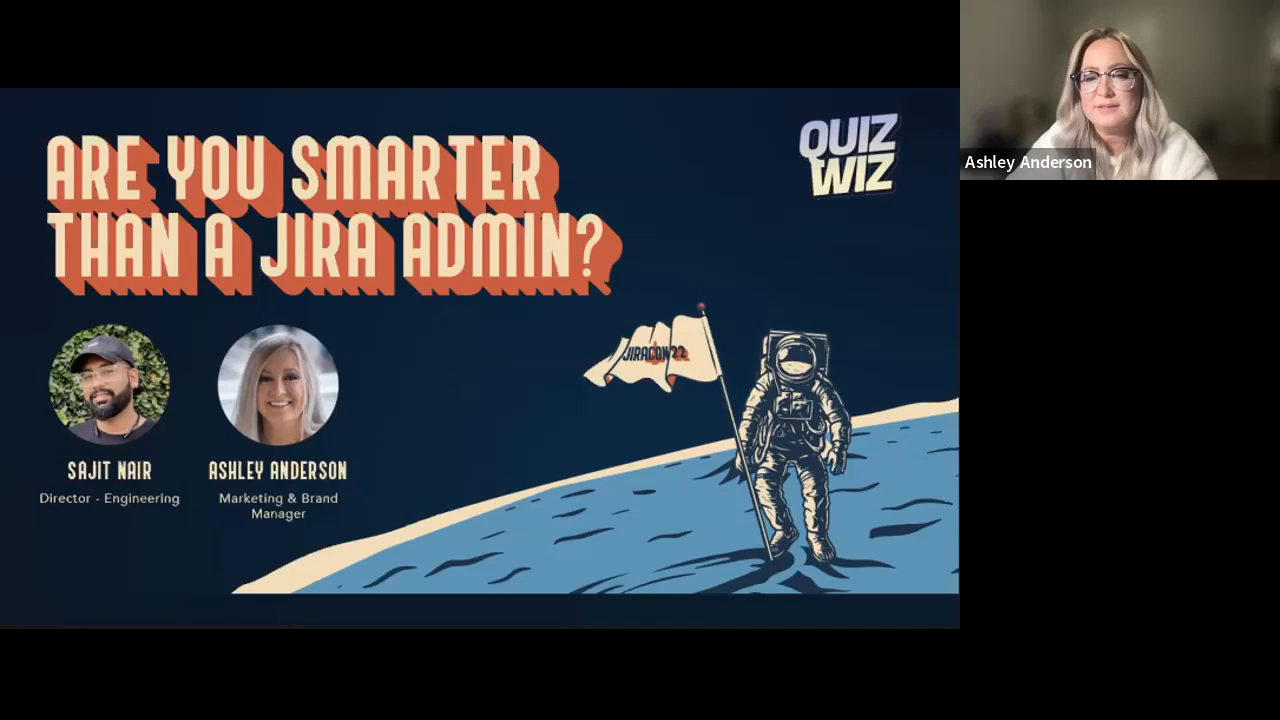 ARE YOU SMARTER
THAN A JIRA ADMIN?
QUIZ
WIZ
JIRACON 22
SAJIT NAIR
Director - Engineering
ASHLEY ANDERSON
Marketing & Brand
Manager
Ashley Anderson